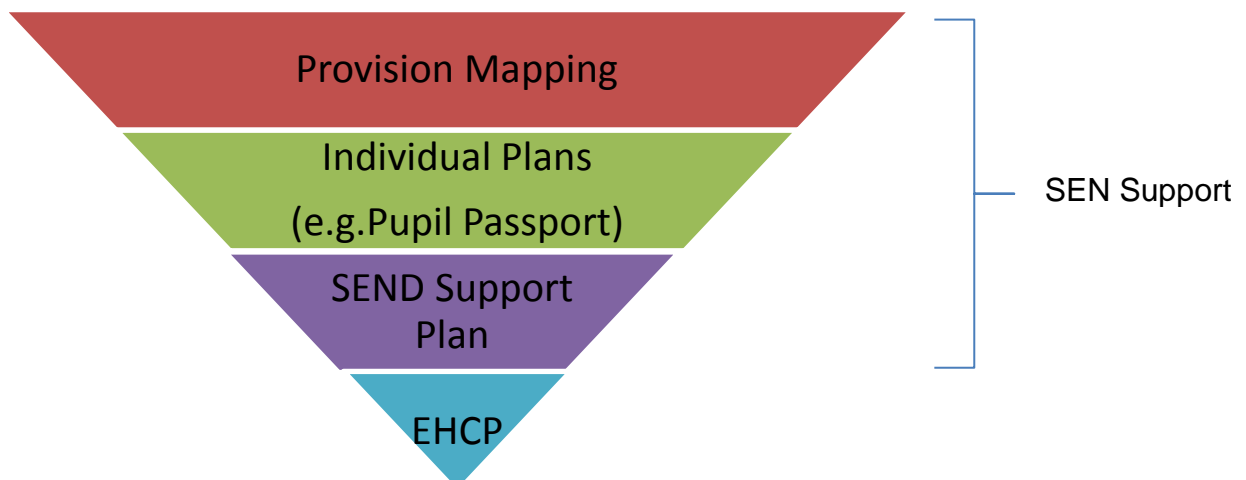 Provision Mapping
Individual Plans
(e.g.Pupil Passport)
SEN Support
SEND Support
Plan
EHCP